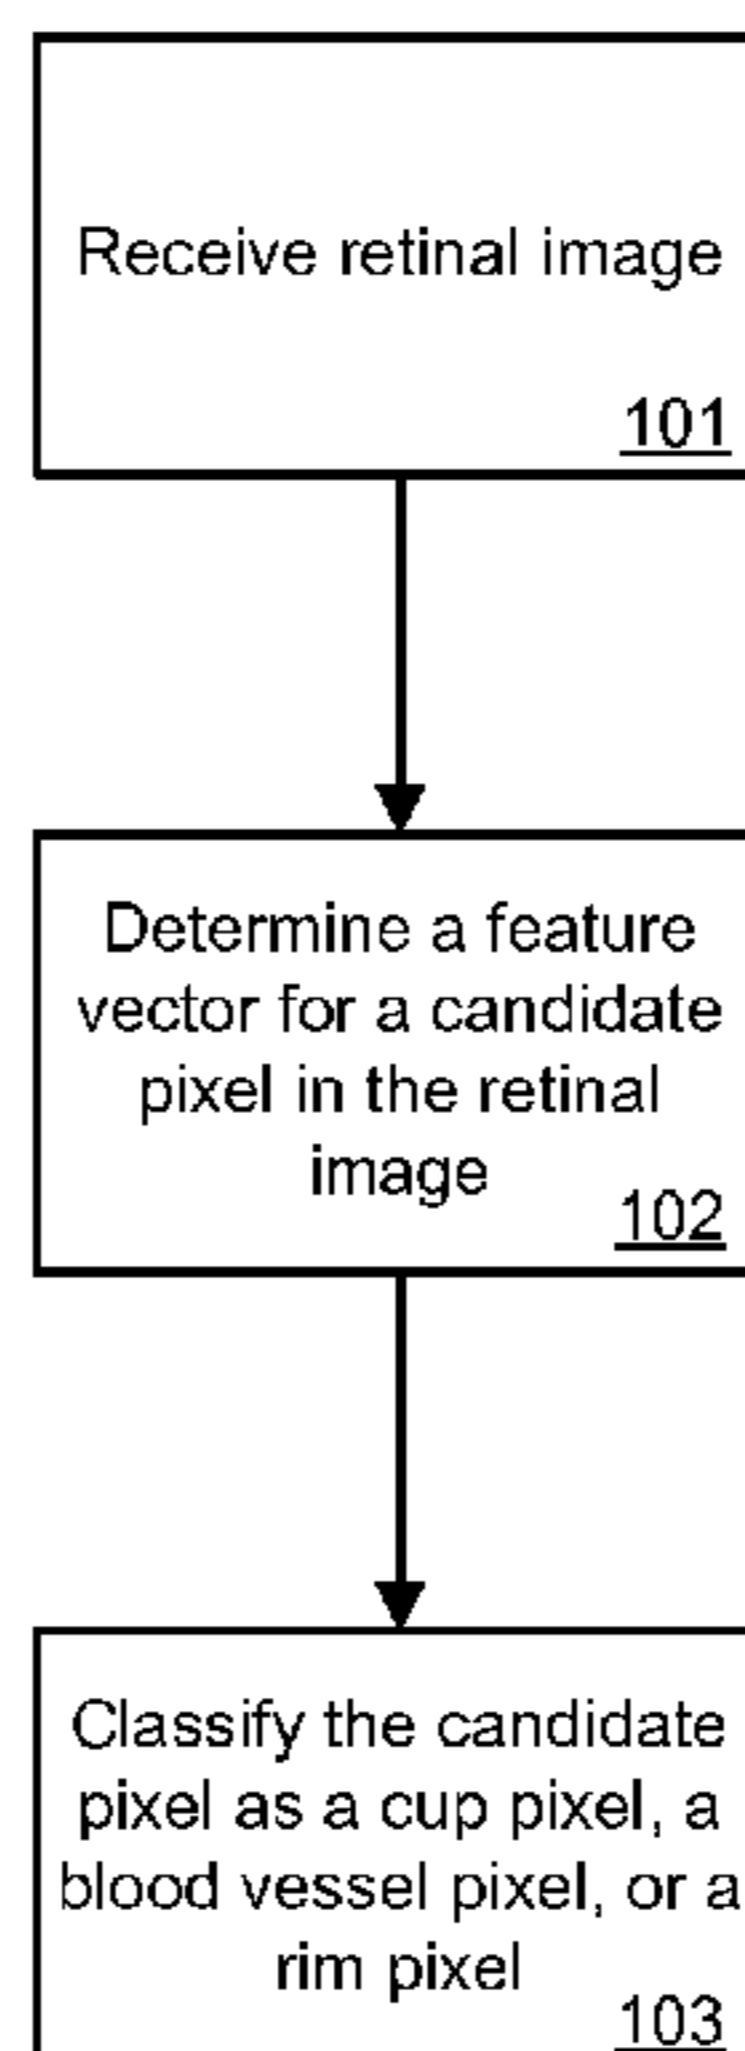 Receive retinal image
101
Determine a feature
vector for a candidate
pixel in the retinal
image
102
Classify the candidate
pixel as a cup pixel, a
blood vessel pixel, or a
rim pixel
103